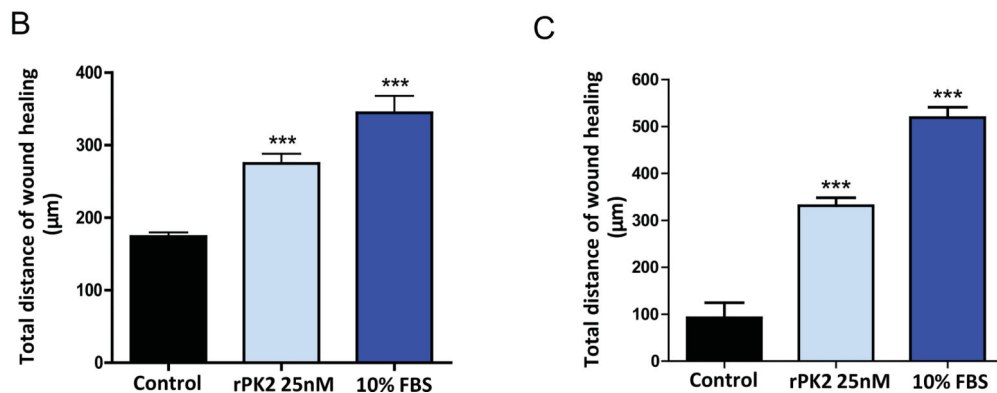 B
Total distance of wound healing
(µm)
400
300
200
100
0
***
***
Control
rPK2 25nM
10% FBS
C
Total distance of wound healing
(µm)
600
500
400
300
200
100
0
***
***
Control
rPK2 25nM
10% FBS